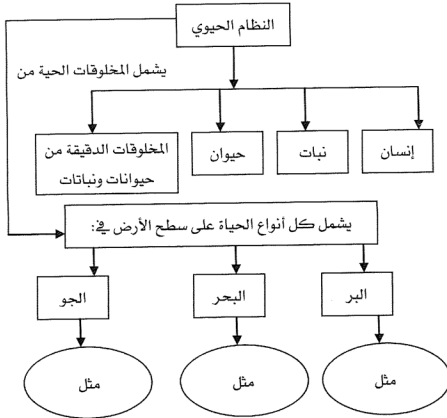 النظام الحيوي
يشمل المخلوقات الحية من
إنسان
نبات
حيوان
المخلوقات الدقيقة من
حيوانات ونباتات
يشمل كل أنواع الحياة على سطح الأرض في:
البر
البحر
الجو
مثل
مثل
مثل